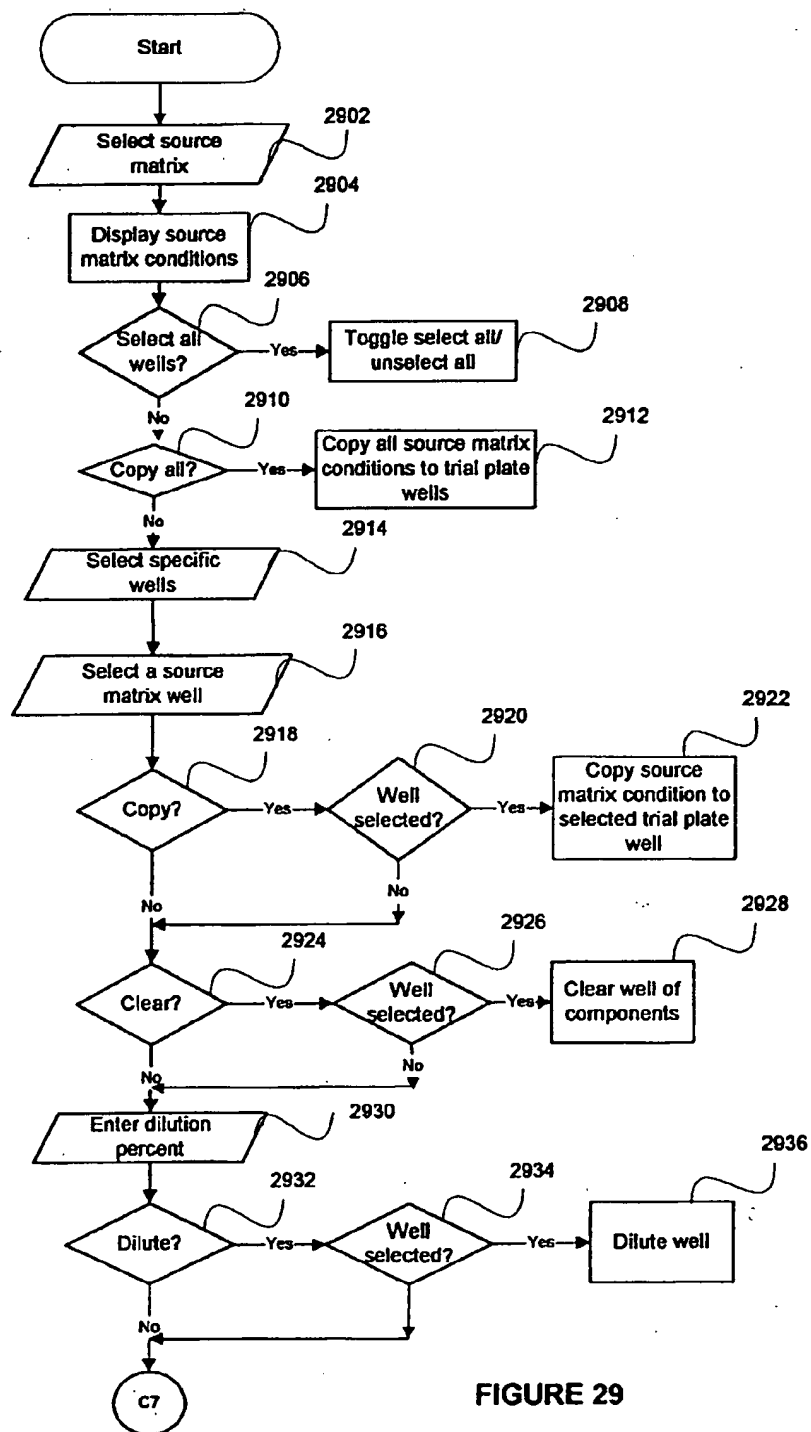 Start
2902
Select source
matrix
2904
Display source
matrix conditions
2906
Select all
wells?
Yes
2908
Toggle select all/
unselect all
No
2910
Copy all?
Yes
2912
Copy all source matrix
conditions to trial plate
wells
No
2914
Select specific
wells
2916
Select a source
matrix well
2918
Copy?
Yes
2920
Well
selected?
Yes
2922
Copy source
matrix condition to
selected trial plate
well
No
No
2924
Clear?
Yes
2926
Well
selected?
Yes
2928
Clear well of
components
No
No
2930
Enter dilution
percent
2932
Dilute?
Yes
2934
Well
selected?
Yes
2936
Dilute well
No
C7
FIGURE 29